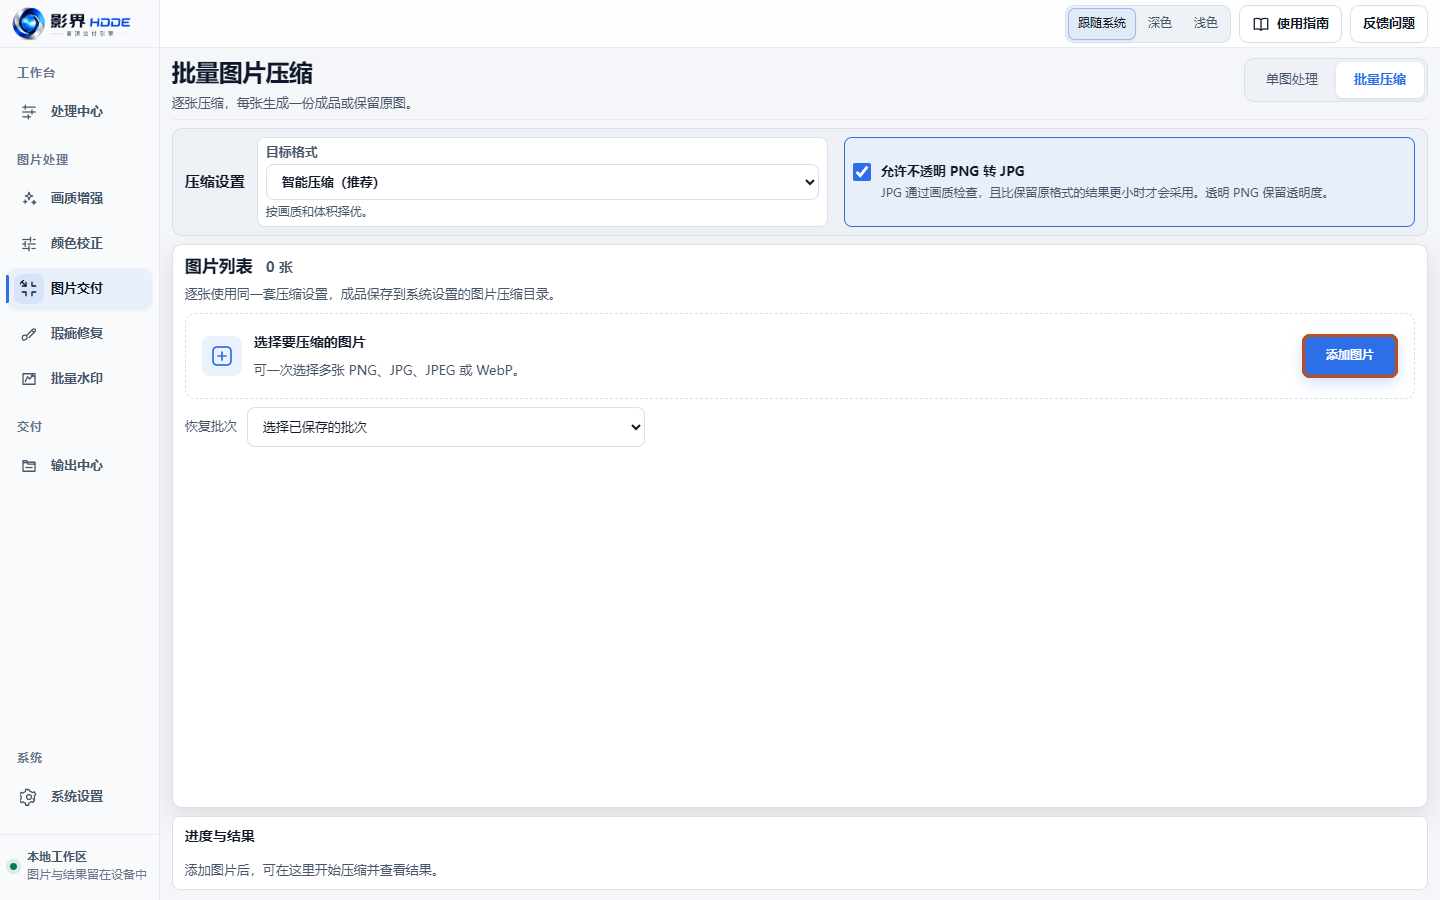 影界 HDDE
高清交付引擎
跟随系统
深色
浅色
使用指南
反馈问题
工作台
处理中心
图片处理
画质增强
颜色校正
图片交付
瑕疵修复
批量水印
交付
输出中心
系统
系统设置
本地工作区
图片与结果留在设备中
批量图片压缩
逐张压缩，每张生成一份成品或保留原图。
单图处理
批量压缩
压缩设置
目标格式
智能压缩（推荐）
按画质和体积择优。
允许不透明 PNG 转 JPG
JPG 通过画质检查，且比保留原格式的结果更小时才会采用。透明 PNG 保留透明度。
图片列表 0 张
逐张使用同一套压缩设置，成品保存到系统设置的图片压缩目录。
选择要压缩的图片
可一次选择多张 PNG、JPG、JPEG 或 WebP。
添加图片
恢复批次
选择已保存的批次
进度与结果
添加图片后，可在这里开始压缩并查看结果。